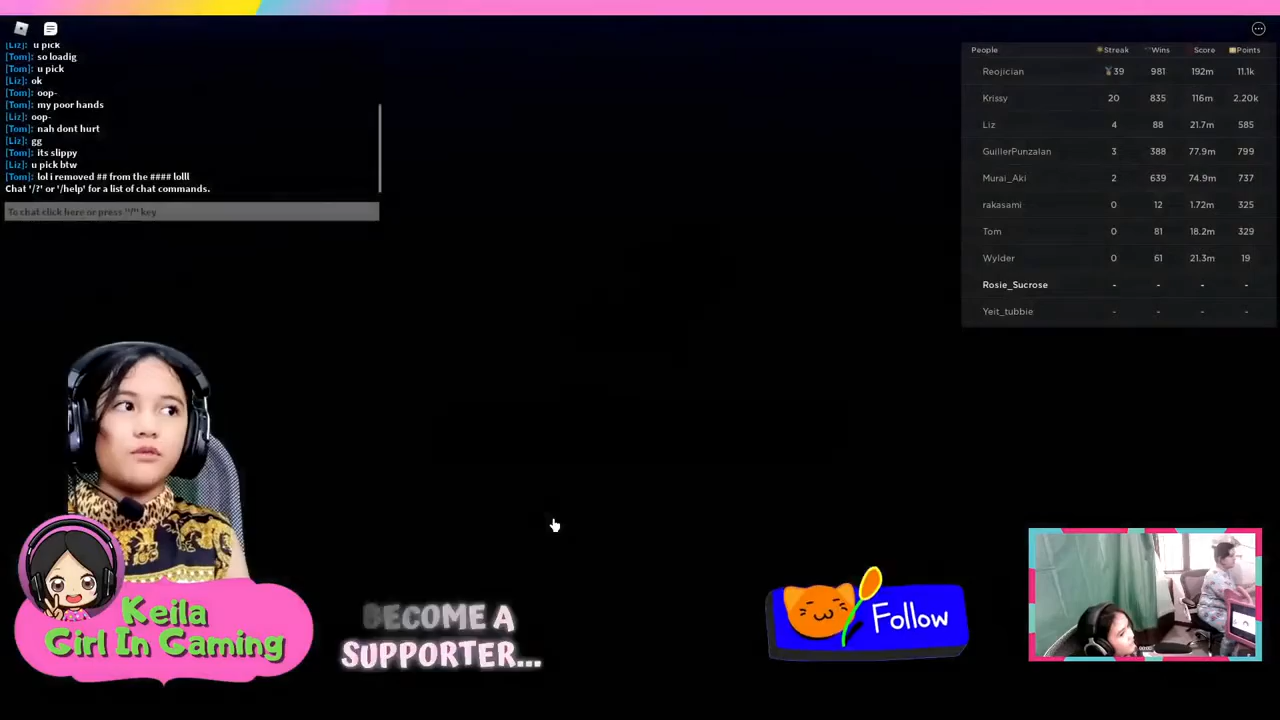 [Liz]: u pick
[Tom]: so loadig
[Tom]: u pick
[Liz]: ok
[Tom]: oop-
[Tom]: my poor hands
[Liz]: oop-
[Tom]: nah dont hurt
[Liz]: gg
[Tom]: its slippy
[Liz]: u pick btw
[Tom]: lol i removed ## from the #### lolll
Chat '/?' or '/help' for a list of chat commands.
To chat click here or press "/" key
People Streak Wins Score Points
Reojician 39 981 192m 11.1k
Krissy 20 835 116m 2.20k
Liz 4 88 21.7m 585
GuillerPunzalan 3 388 77.9m 799
Murai_Aki 2 639 74.9m 737
rakasami 0 12 1.72m 325
Tom 0 81 18.2m 329
Wylder 0 61 21.3m 19
Rosie_Sucrose - - - -
Yeit_tubbie - - - -
Keila
Girl In Gaming
BECOME A
SUPPORTER...
Follow